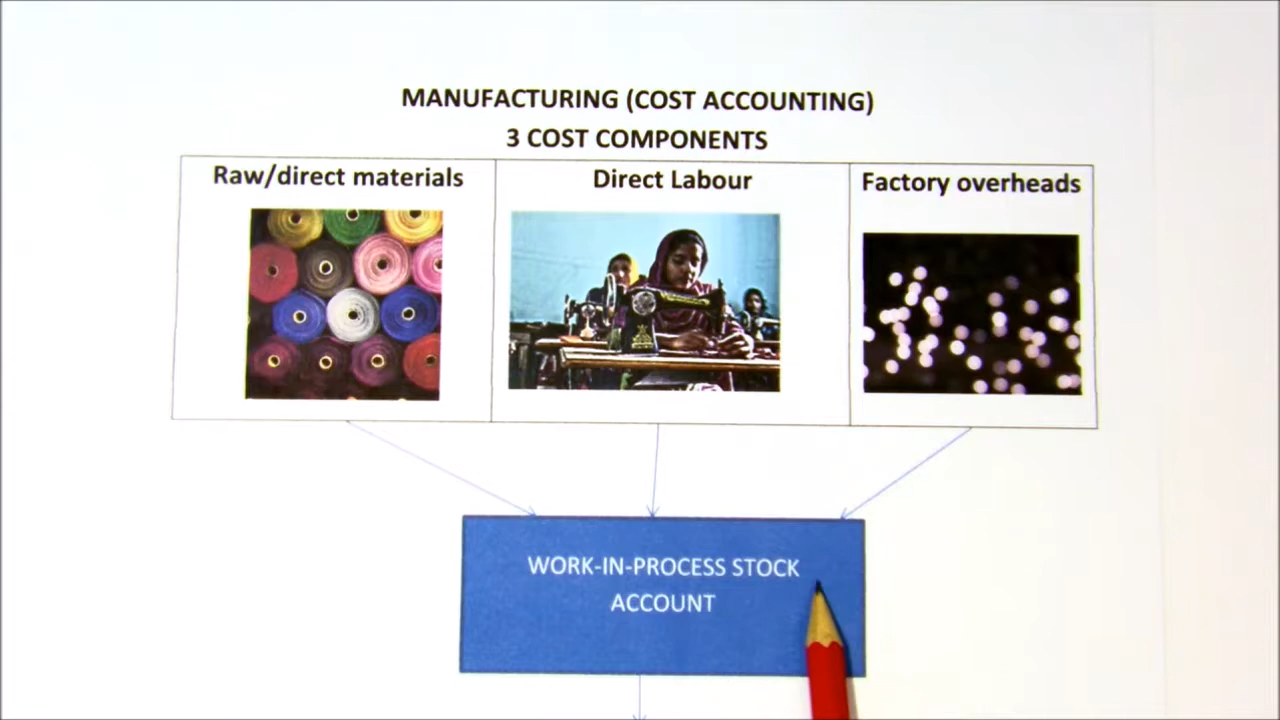 MANUFACTURING (COST ACCOUNTING)
3 COST COMPONENTS
Raw/direct materials
Direct Labour
Factory overheads
WORK-IN-PROCESS STOCK
ACCOUNT